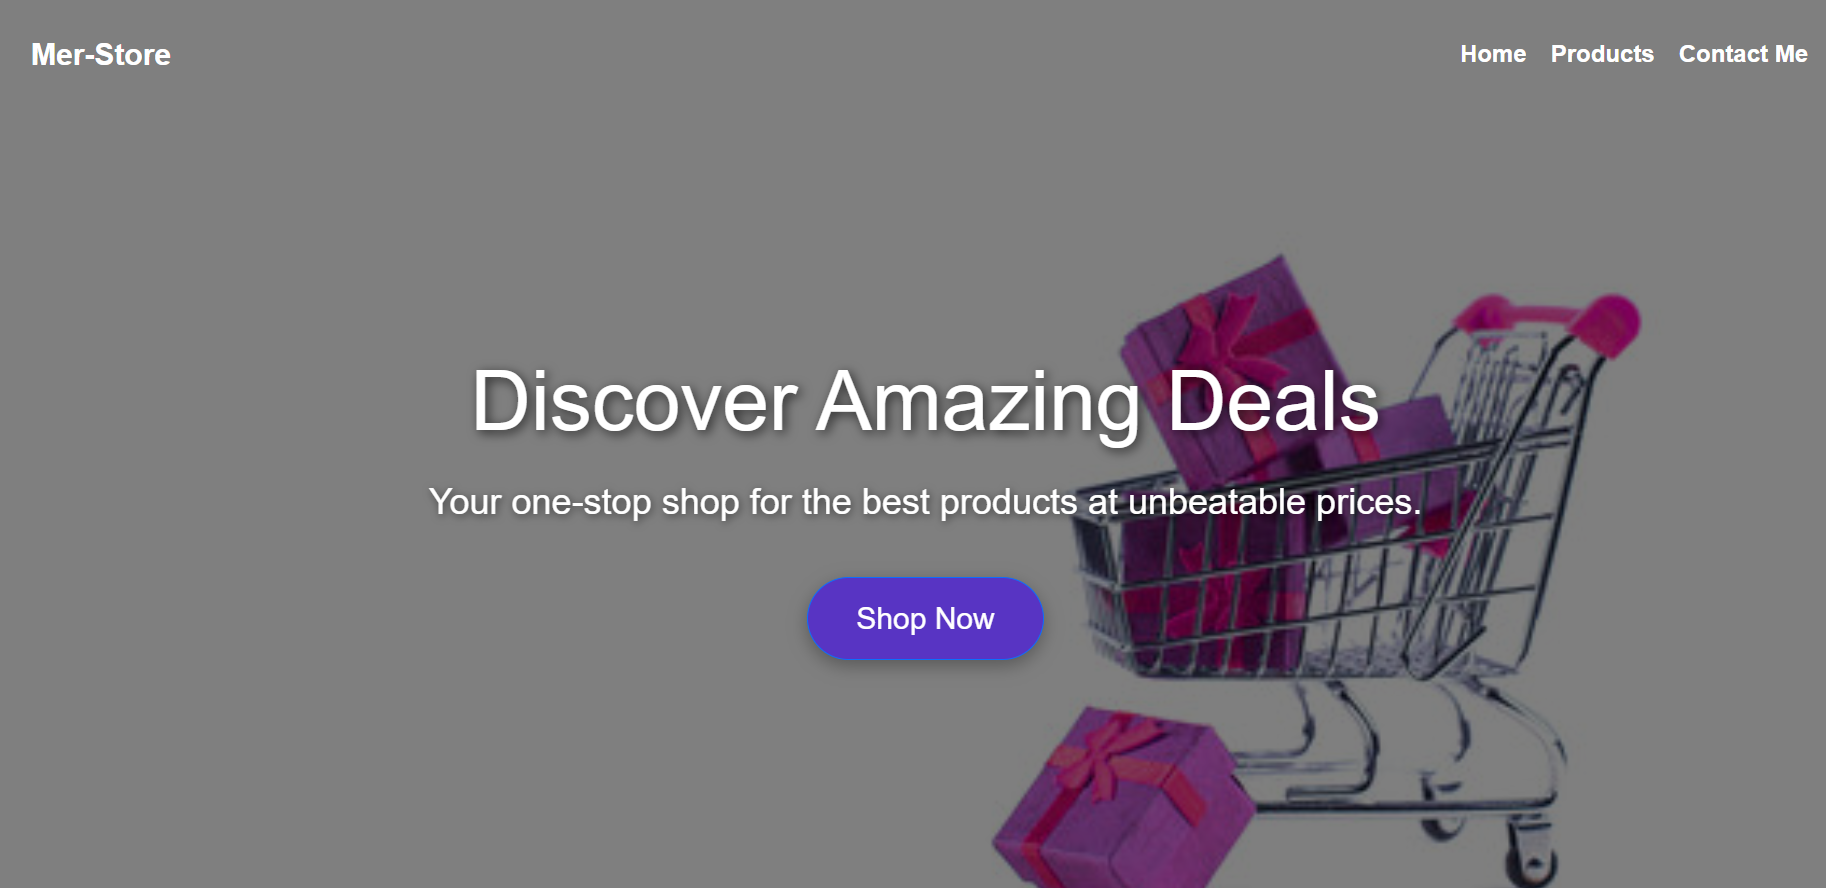 Mer-Store
Home Products Contact Me
Discover Amazing Deals
Your one-stop shop for the best products at unbeatable prices.
Shop Now